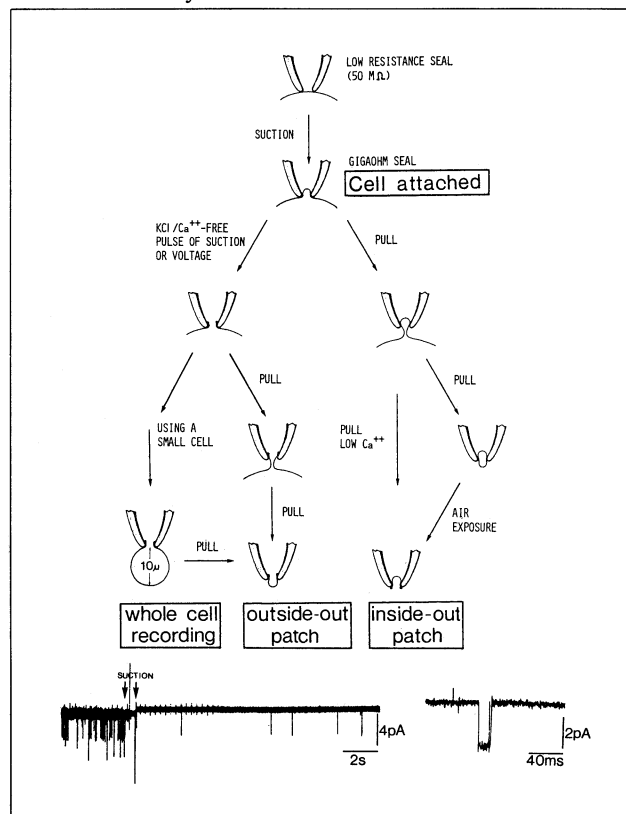 LOW RESISTANCE SEAL
(50 MΩ)
SUCTION
GIGAOHM SEAL
Cell attached
KCl/Ca++-FREE
PULSE OF SUCTION
OR VOLTAGE
PULL
PULL
PULL
USING A
SMALL CELL
PULL
LOW Ca++
PULL
AIR
EXPOSURE
10μ
PULL
whole cell
recording
outside-out
patch
inside-out
patch
SUCTION
4pA
2s
2pA
40ms